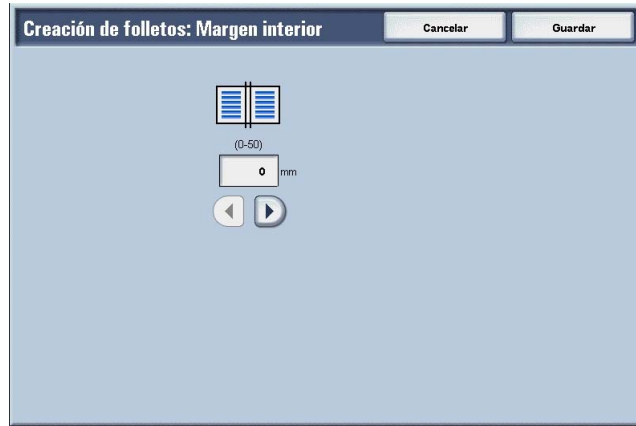 Creación de folletos: Margen interior
Cancelar
Guardar
(0-50)
0 mm